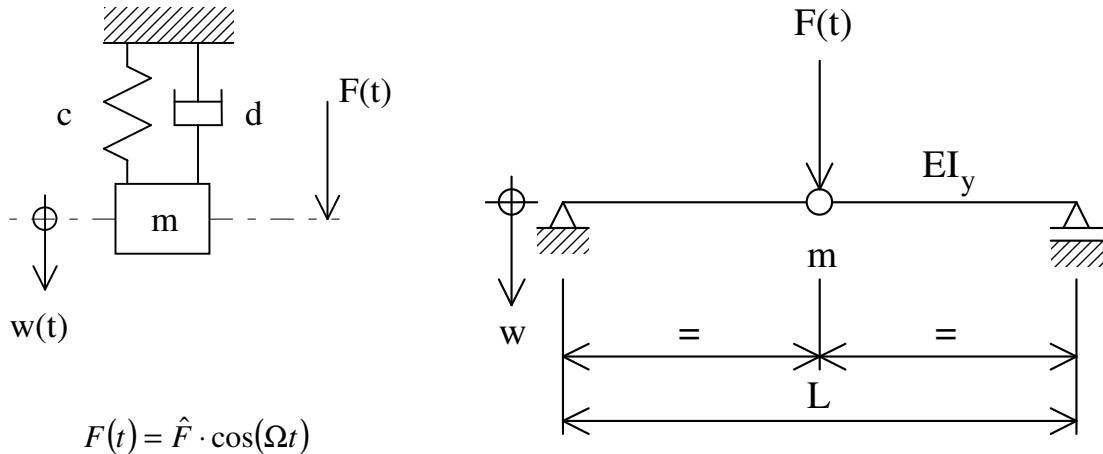 c
d
F(t)
m
w(t)
F(t) = F̂ · cos(Ωt)
F(t)
EI_y
m
w
=
=
L